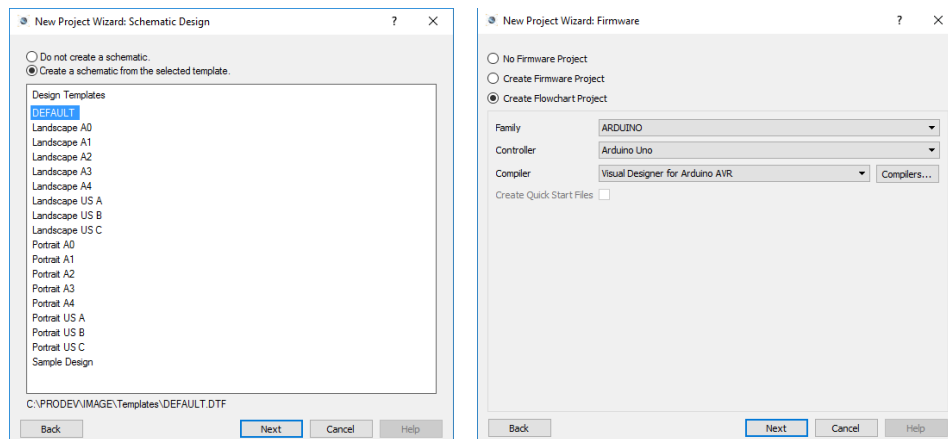 New Project Wizard: Schematic Design
Do not create a schematic.
Create a schematic from the selected template.
Design Templates
DEFAULT
Landscape A0
Landscape A1
Landscape A2
Landscape A3
Landscape A4
Landscape US A
Landscape US B
Landscape US C
Portrait A0
Portrait A1
Portrait A2
Portrait A3
Portrait A4
Portrait US A
Portrait US B
Portrait US C
Sample Design
C:\PRODEV\IMAGE\Templates\DEFAULT.DTF
Back Next Cancel Help
New Project Wizard: Firmware
No Firmware Project
Create Firmware Project
Create Flowchart Project
Family ARDUINO
Controller Arduino Uno
Compiler Visual Designer for Arduino AVR Compilers...
Create Quick Start Files
Back Next Cancel Help